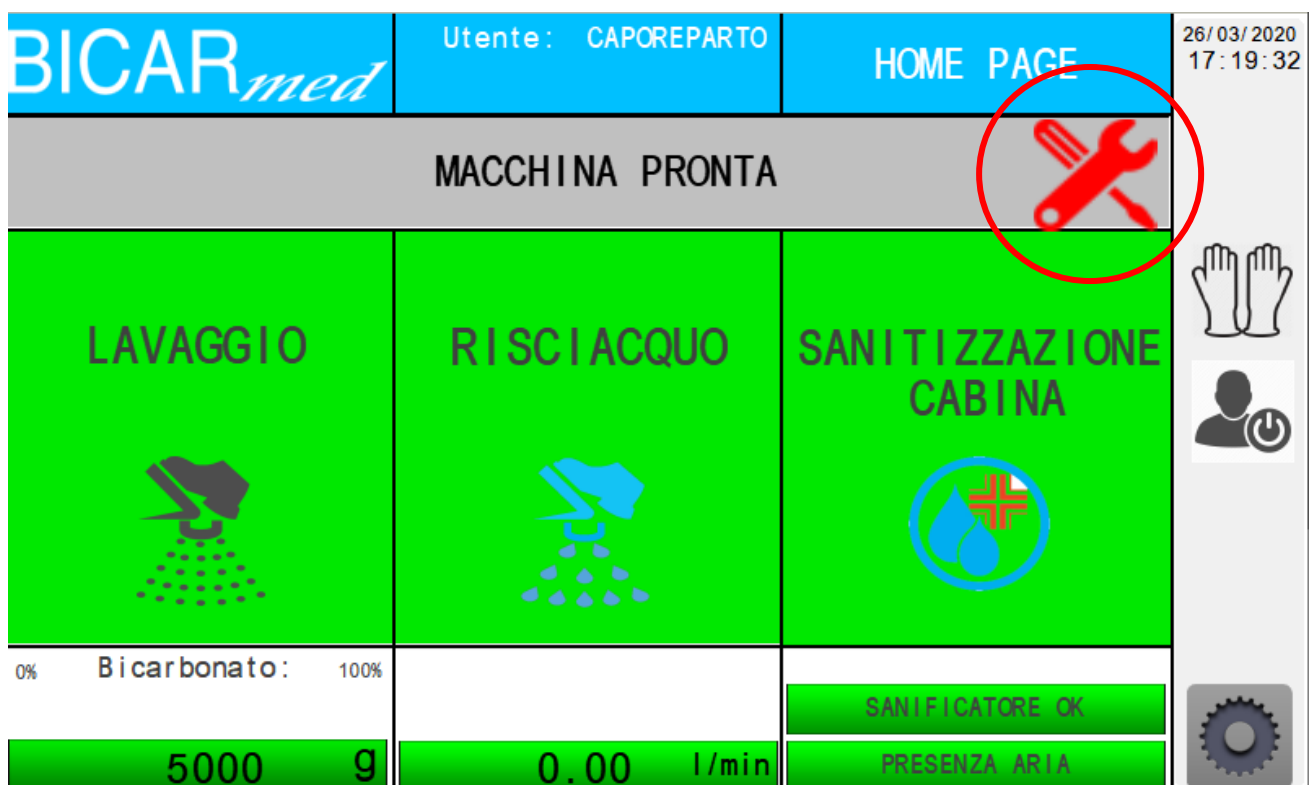 BICARmed
Utente: CAPOREPARTO
HOME PAGE
26/03/2020
17:19:32
MACCHINA PRONTA
LAVAGGIO
RISCIACQUO
SANITIZZAZIONE
CABINA
0% Bicarbonato: 100%
5000 g
0.00 l/min
SANIFICATORE OK
PRESENZA ARIA